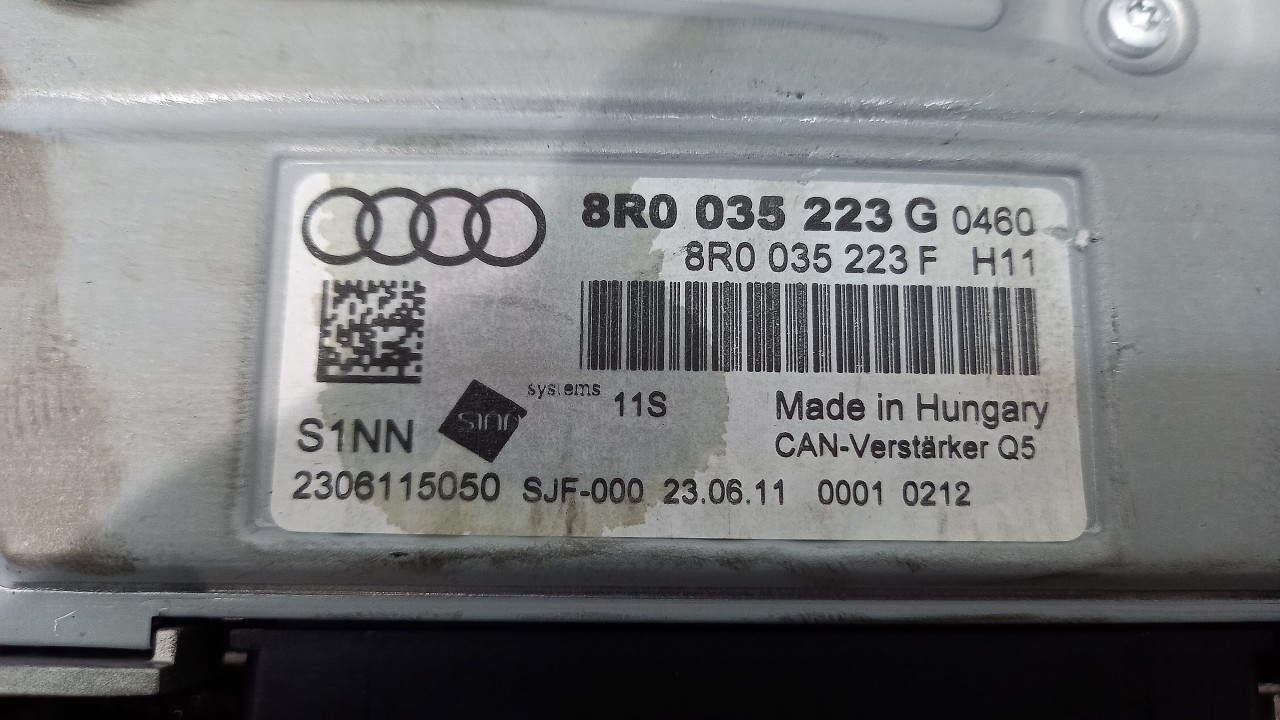 8R0 035 223 G 0460
8R0 035 223 F H11
S1NN
sınn
systems
11S
Made in Hungary
CAN-Verstärker Q5
2306115050 SJF-000 23.06.11 0001 0212